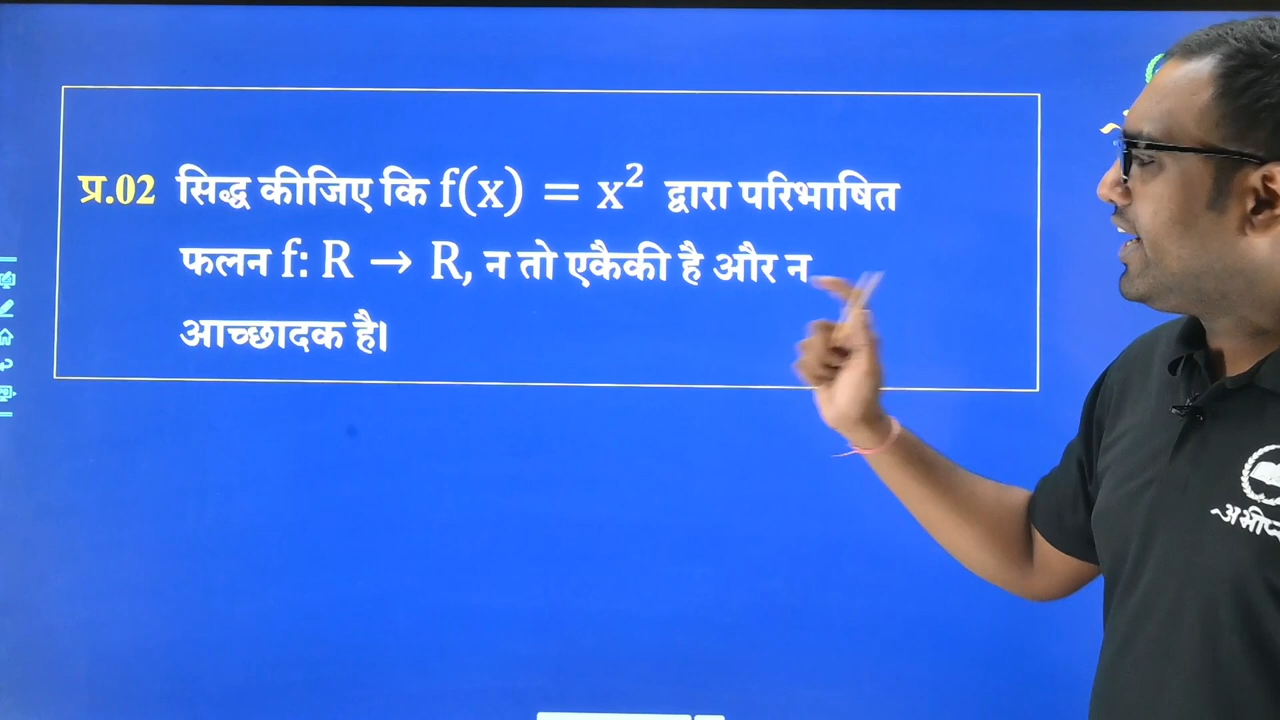 प्र.02 सिद्ध कीजिए कि f(x) = x² द्वारा परिभाषित
फलन f: R → R, न तो एकैकी है और न
आच्छादक है।